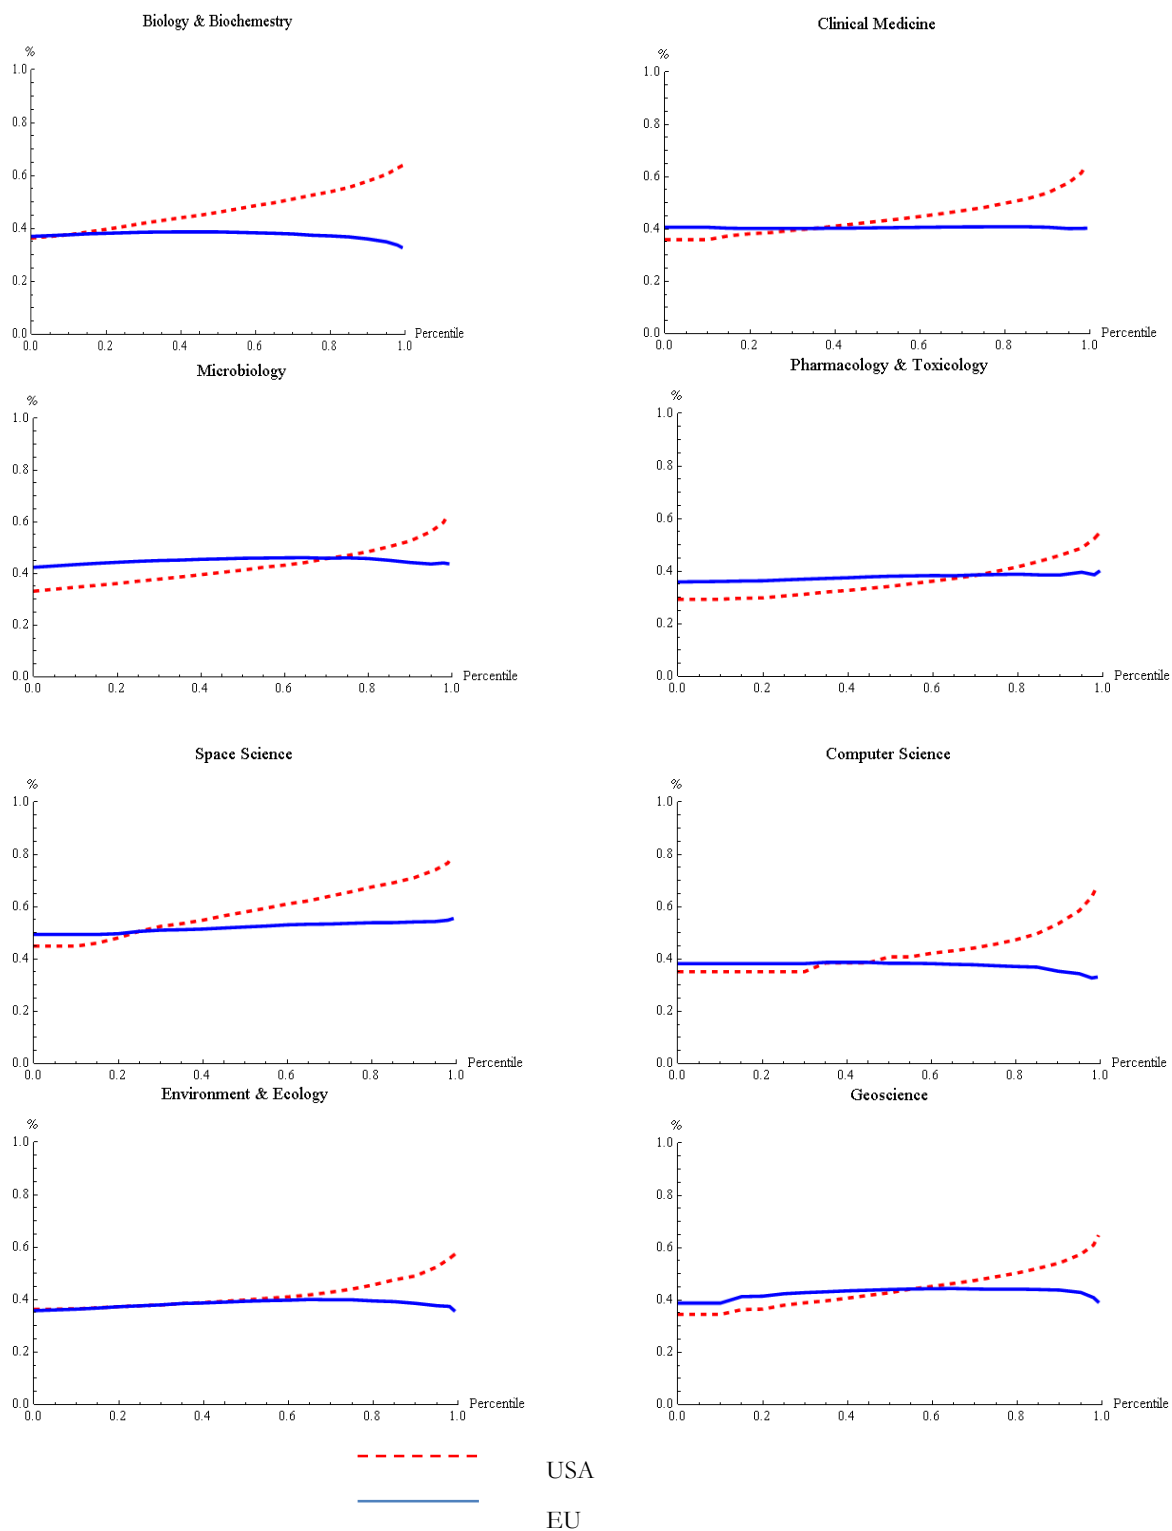 Biology & Biochemestry
%
1.0
0.8
0.6
0.4
0.2
0.0
0.0 0.2 0.4 0.6 0.8 1.0
Percentile
Clinical Medicine
%
1.0
0.8
0.6
0.4
0.2
0.0
0.0 0.2 0.4 0.6 0.8 1.0
Percentile
Microbiology
%
1.0
0.8
0.6
0.4
0.2
0.0
0.0 0.2 0.4 0.6 0.8 1.0
Percentile
Pharmacology & Toxicology
%
1.0
0.8
0.6
0.4
0.2
0.0
0.0 0.2 0.4 0.6 0.8 1.0
Percentile
Space Science
%
1.0
0.8
0.6
0.4
0.2
0.0
0.0 0.2 0.4 0.6 0.8 1.0
Percentile
Computer Science
%
1.0
0.8
0.6
0.4
0.2
0.0
0.0 0.2 0.4 0.6 0.8 1.0
Percentile
Environment & Ecology
%
1.0
0.8
0.6
0.4
0.2
0.0
0.0 0.2 0.4 0.6 0.8 1.0
Percentile
Geoscience
%
1.0
0.8
0.6
0.4
0.2
0.0
0.0 0.2 0.4 0.6 0.8 1.0
Percentile
USA
EU